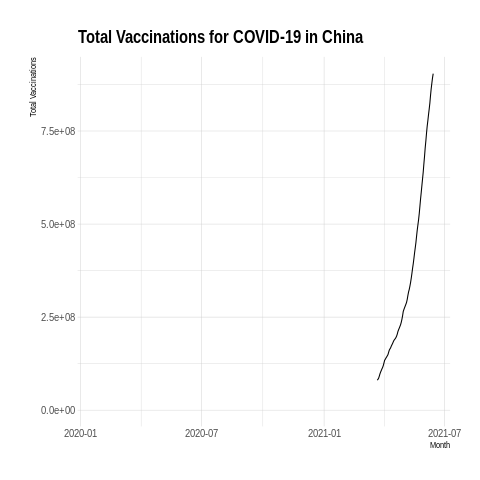 Total Vaccinations for COVID-19 in China
Total Vaccinations
7.5e+08
5.0e+08
2.5e+08
0.0e+00
2020-01 2020-07 2021-01 2021-07
Month